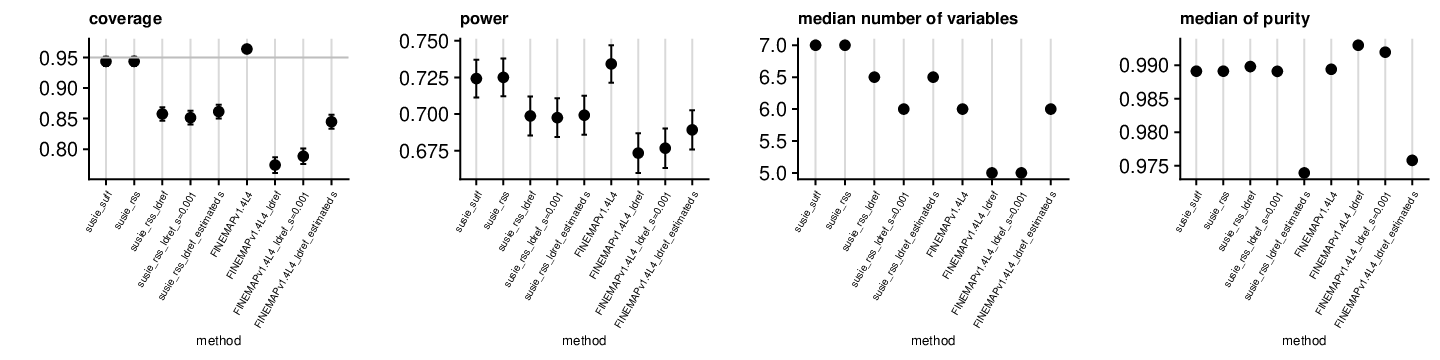 coverage
0.95
0.90
0.85
0.80
susie_suff
susie_rss
susie_rss_ldref
susie_rss_ldref_s=0.001
susie_rss_ldref_estimated.s
FINEMAPv1.4L4
FINEMAPv1.4L4_ldref
FINEMAPv1.4L4_ldref_s=0.001
FINEMAPv1.4L4_ldref_estimated.s
method
power
0.750
0.725
0.700
0.675
susie_suff
susie_rss
susie_rss_ldref
susie_rss_ldref_s=0.001
susie_rss_ldref_estimated.s
FINEMAPv1.4L4
FINEMAPv1.4L4_ldref
FINEMAPv1.4L4_ldref_s=0.001
FINEMAPv1.4L4_ldref_estimated.s
method
median number of variables
7.0
6.5
6.0
5.5
5.0
susie_suff
susie_rss
susie_rss_ldref
susie_rss_ldref_s=0.001
susie_rss_ldref_estimated.s
FINEMAPv1.4L4
FINEMAPv1.4L4_ldref
FINEMAPv1.4L4_ldref_s=0.001
FINEMAPv1.4L4_ldref_estimated.s
method
median of purity
0.990
0.985
0.980
0.975
susie_suff
susie_rss
susie_rss_ldref
susie_rss_ldref_s=0.001
susie_rss_ldref_estimated.s
FINEMAPv1.4L4
FINEMAPv1.4L4_ldref
FINEMAPv1.4L4_ldref_s=0.001
FINEMAPv1.4L4_ldref_estimated.s
method